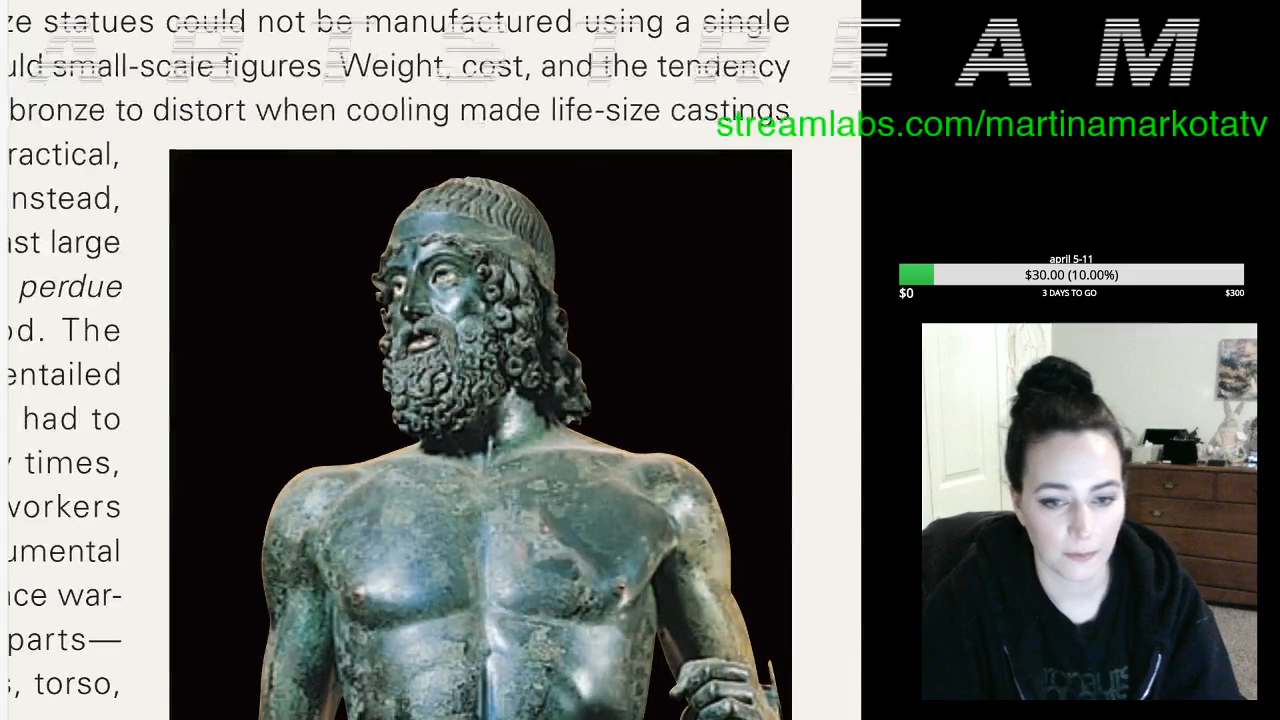 ARTSTREAM
ze statues could not be manufactured using a single
uld small-scale figures. Weight, cost, and the tendency
bronze to distort when cooling made life-size castings
streamlabs.com/martinamarkotatv
ractical,
nstead,
ast large
perdue
od. The
entailed
had to
y times,
workers
umental
nce war-
parts—
s, torso,
april 5-11
$30.00 (10.00%)
$0 3 DAYS TO GO $300